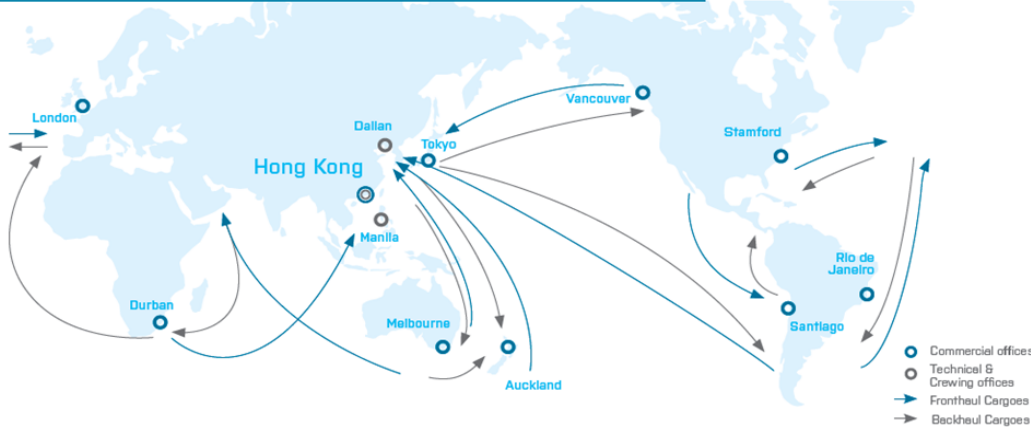 London
Dalian
Tokyo
Vancouver
Stamford
Hong Kong
Manila
Rio de
Janeiro
Durban
Melbourne
Santiago
Auckland
Commercial offices
Technical &
Crewing offices
Fronthaul Cargoes
Backhaul Cargoes